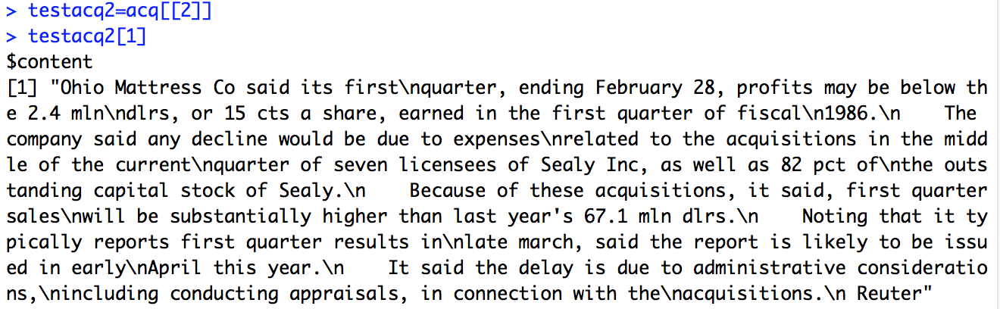 > testacq2=acq[[2]]
> testacq2[1]
$content
[1] "Ohio Mattress Co said its first\nquarter, ending February 28, profits may be below th
e 2.4 mln\ndlrs, or 15 cts a share, earned in the first quarter of fiscal\n1986.\n    The
company said any decline would be due to expenses\nrelated to the acquisitions in the midd
le of the current\nquarter of seven licensees of Sealy Inc, as well as 82 pct of\nthe outs
tanding capital stock of Sealy.\n    Because of these acquisitions, it said, first quarter
sales\nwill be substantially higher than last year's 67.1 mln dlrs.\n    Noting that it ty
pically reports first quarter results in\nlate march, said the report is likely to be issu
ed in early\nApril this year.\n    It said the delay is due to administrative consideratio
ns,\nincluding conducting appraisals, in connection with the\nacquisitions.\n Reuter"